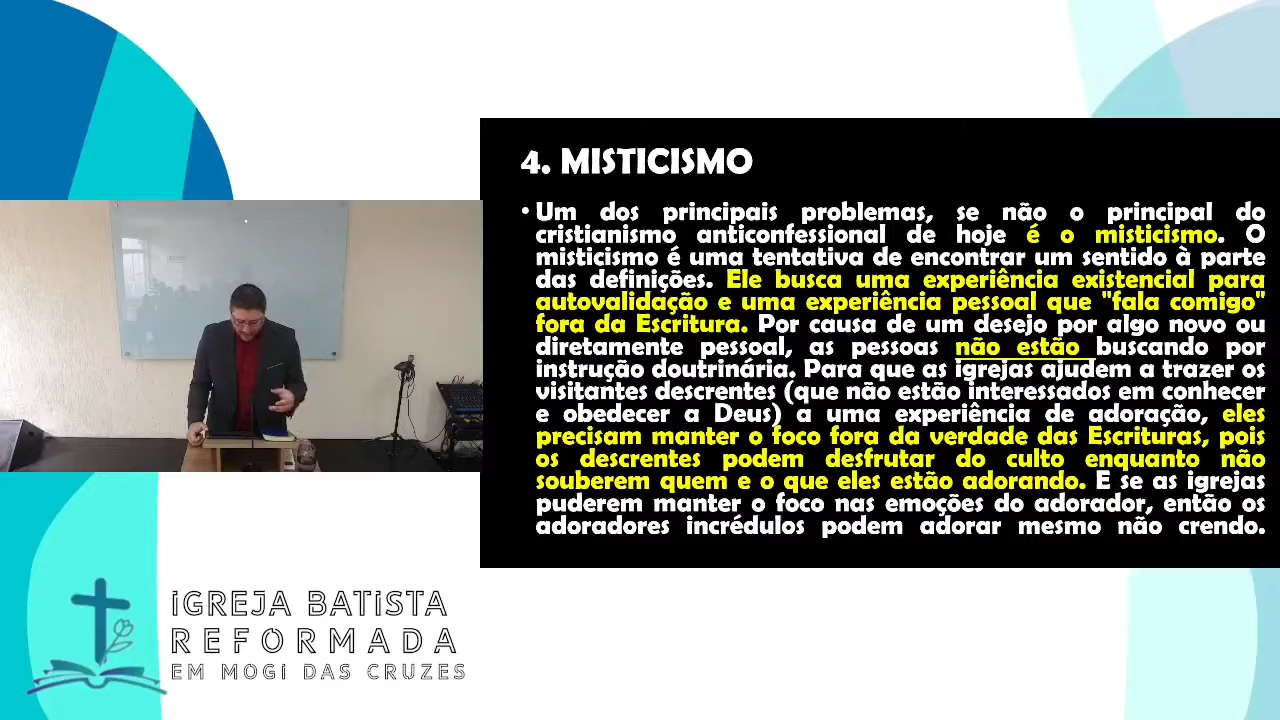 4. MISTICISMO
• Um dos principais problemas, se não o principal do
cristianismo anticonfessional de hoje é o misticismo. O
misticismo é uma tentativa de encontrar um sentido à parte
das definições. Ele busca uma experiência existencial para
autovalidação e uma experiência pessoal que "fala comigo"
fora da Escritura. Por causa de um desejo por algo novo ou
diretamente pessoal, as pessoas não estão buscando por
instrução doutrinária. Para que as igrejas ajudem a trazer os
visitantes descrentes (que não estão interessados em conhecer
e obedecer a Deus) a uma experiência de adoração, eles
precisam manter o foco fora da verdade das Escrituras, pois
os descrentes podem desfrutar do culto enquanto não
souberem quem e o que eles estão adorando. E se as igrejas
puderem manter o foco nas emoções do adorador, então os
adoradores incrédulos podem adorar mesmo não crendo.
iGREJA BATiSTA
REFORMADA
EM MOGi DAS CRUZES